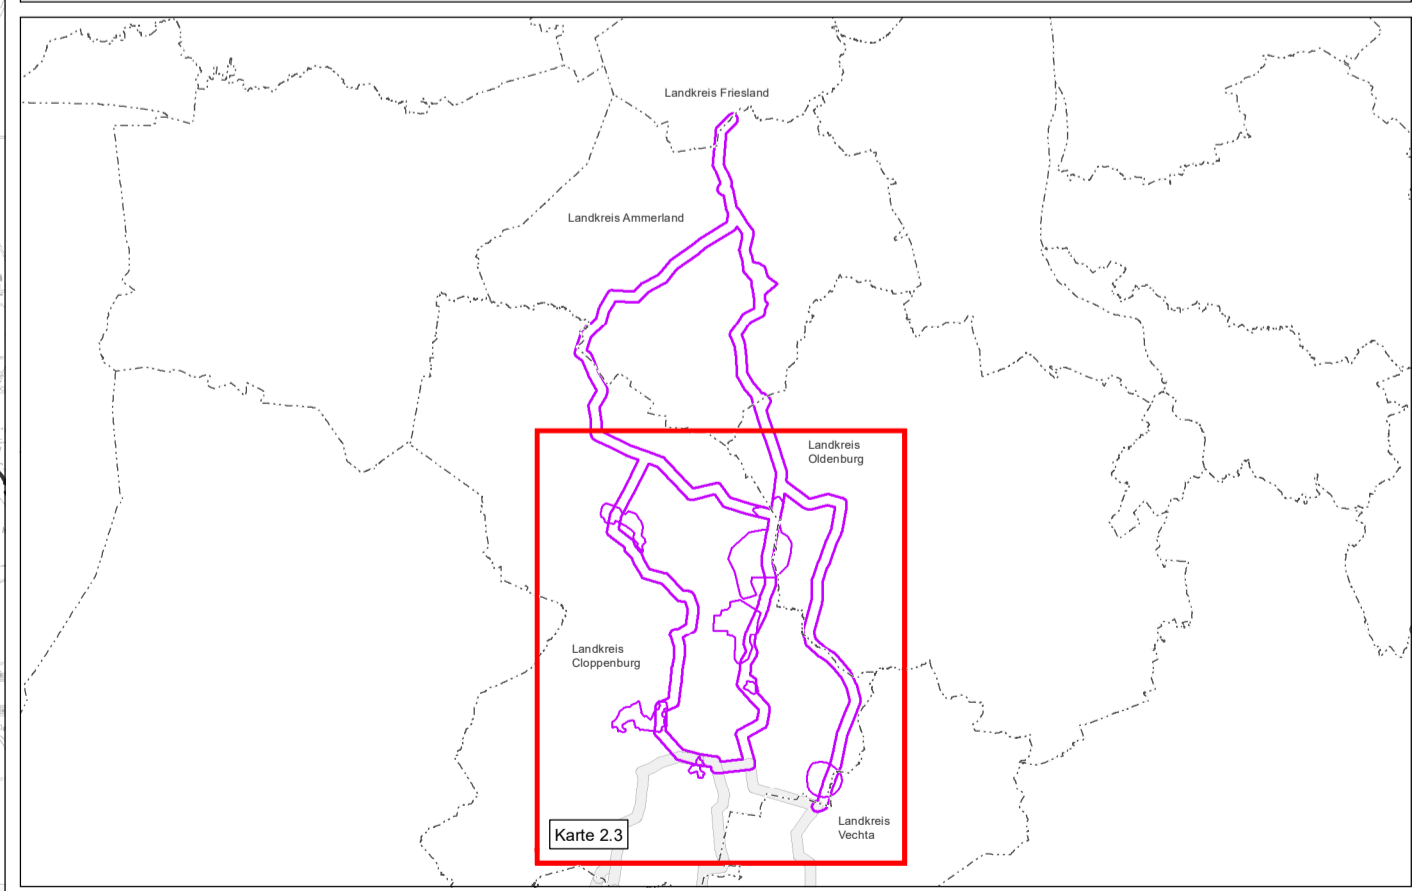 Landkreis Friesland
Landkreis Ammerland
Landkreis
Oldenburg
Landkreis
Cloppenburg
Landkreis
Vechta
Karte 2.3